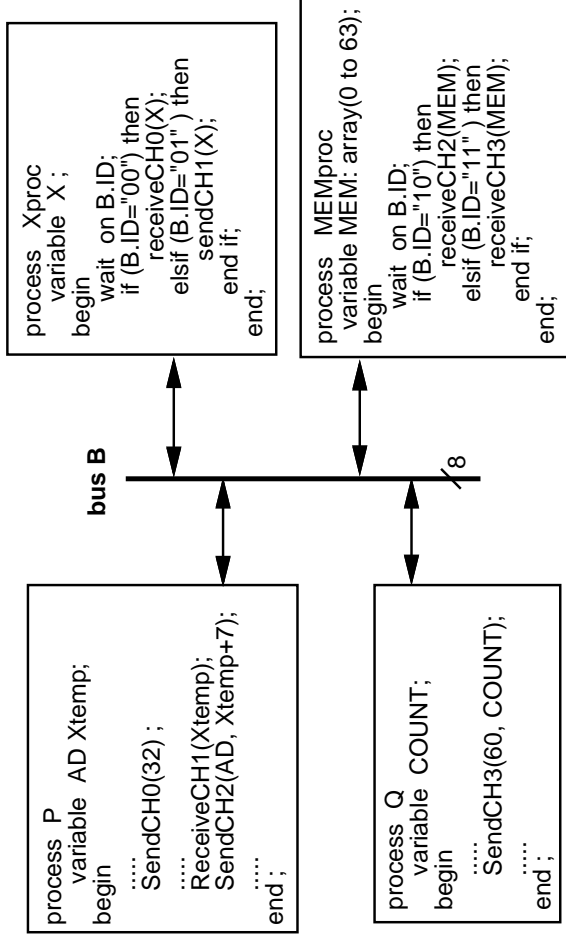 process P
variable AD Xtemp;
begin
.....
SendCH0(32) ;
.....
ReceiveCH1(Xtemp);
SendCH2(AD, Xtemp+7);
.....
end ;
process Q
variable COUNT;
begin
.....
SendCH3(60, COUNT);
.....
end ;
bus B
8
process Xproc
variable X ;
begin
wait on B.ID;
if (B.ID="00") then
receiveCH0(X);
elsif (B.ID="01" ) then
sendCH1(X);
end if;
end;
process MEMproc
variable MEM: array(0 to 63);
begin
wait on B.ID;
if (B.ID="10") then
receiveCH2(MEM);
elsif (B.ID="11" ) then
receiveCH3(MEM);
end if;
end;